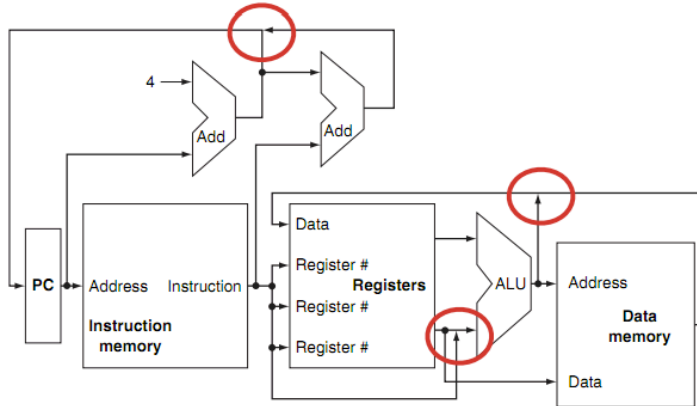 4
Add
Add
Data
PC
Address
Instruction
Register #
Registers
ALU
Address
Register #
Instruction
memory
Data
memory
Register #
Data